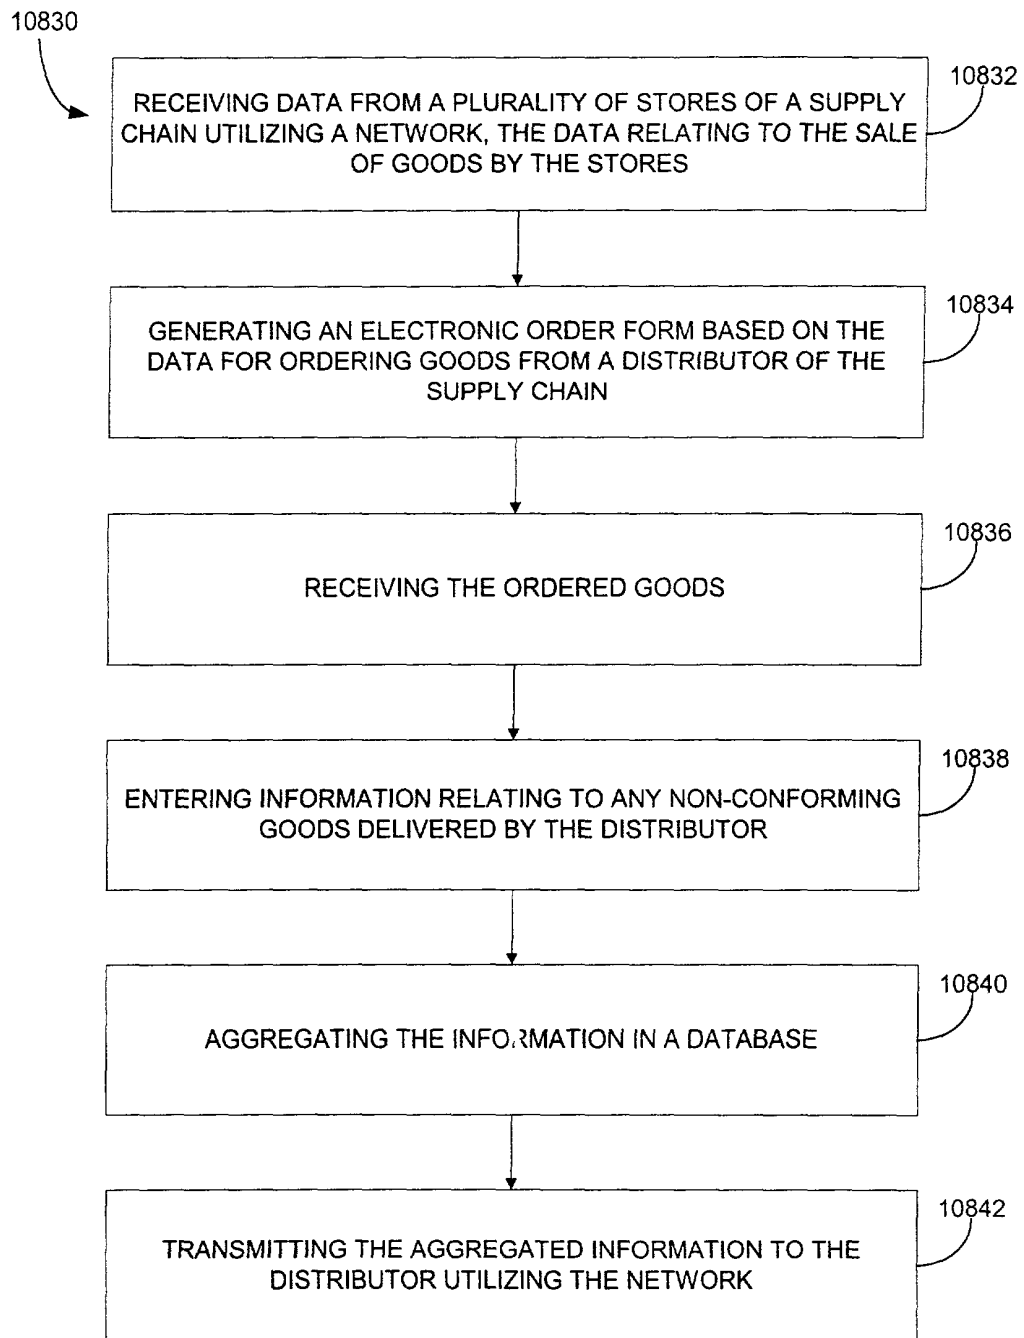 10830
10832
RECEIVING DATA FROM A PLURALITY OF STORES OF A SUPPLY
CHAIN UTILIZING A NETWORK, THE DATA RELATING TO THE SALE
OF GOODS BY THE STORES
10834
GENERATING AN ELECTRONIC ORDER FORM BASED ON THE
DATA FOR ORDERING GOODS FROM A DISTRIBUTOR OF THE
SUPPLY CHAIN
10836
RECEIVING THE ORDERED GOODS
10838
ENTERING INFORMATION RELATING TO ANY NON-CONFORMING
GOODS DELIVERED BY THE DISTRIBUTOR
10840
AGGREGATING THE INFORMATION IN A DATABASE
10842
TRANSMITTING THE AGGREGATED INFORMATION TO THE
DISTRIBUTOR UTILIZING THE NETWORK